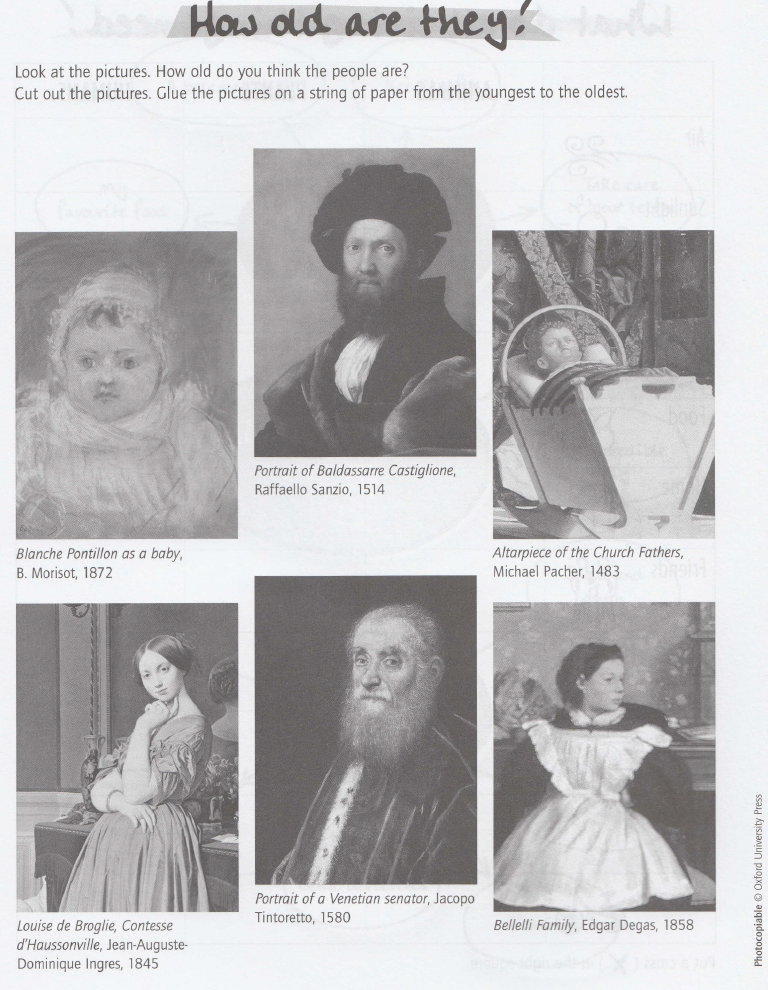 How old are they?
Look at the pictures. How old do you think the people are?
Cut out the pictures. Glue the pictures on a string of paper from the youngest to the oldest.
Portrait of Baldassarre Castiglione,
Raffaello Sanzio, 1514
Blanche Pontillon as a baby,
B. Morisot, 1872
Altarpiece of the Church Fathers,
Michael Pacher, 1483
Portrait of a Venetian senator, Jacopo
Tintoretto, 1580
Louise de Broglie, Contesse
d'Haussonville, Jean-Auguste-
Dominique Ingres, 1845
Bellelli Family, Edgar Degas, 1858
Photocopiable © Oxford University Press